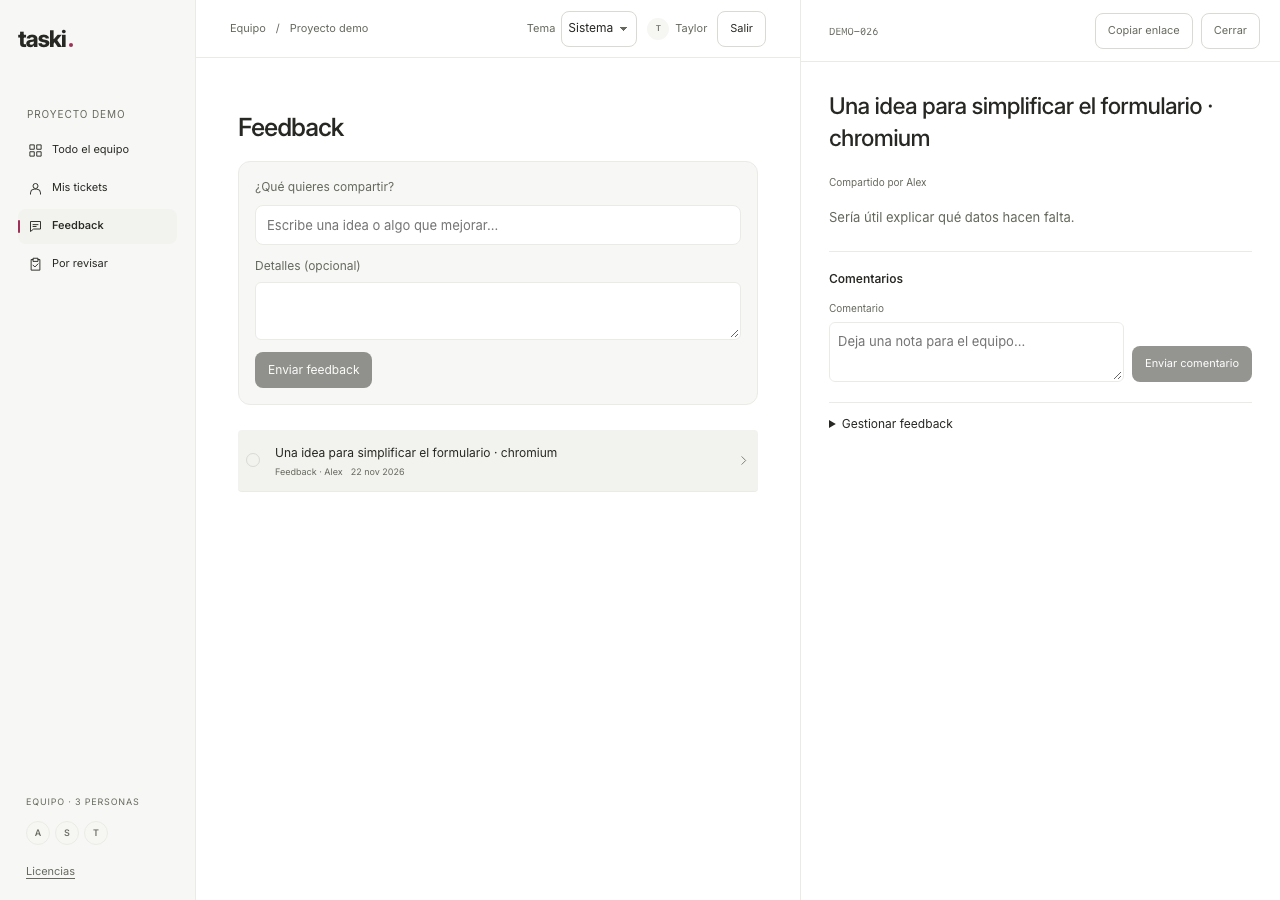 taski.
PROYECTO DEMO
Todo el equipo
Mis tickets
Feedback
Por revisar
EQUIPO · 3 PERSONAS
A S T
Licencias
Equipo / Proyecto demo
Tema Sistema T Taylor Salir
Feedback
¿Qué quieres compartir?
Escribe una idea o algo que mejorar...
Detalles (opcional)
Enviar feedback
Una idea para simplificar el formulario · chromium
Feedback · Alex 22 nov 2026
DEMO-026 Copiar enlace Cerrar
Una idea para simplificar el formulario ·
chromium
Compartido por Alex
Sería útil explicar qué datos hacen falta.
Comentarios
Comentario
Deja una nota para el equipo...
Enviar comentario
Gestionar feedback